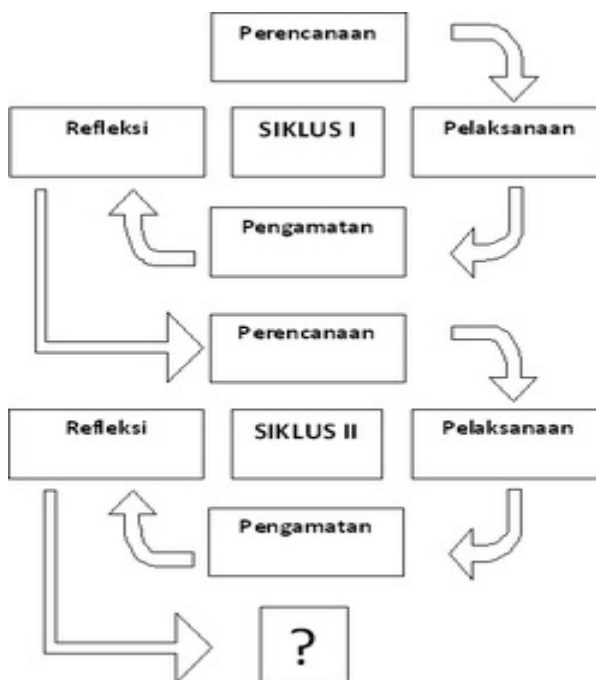 Perencanaan
Refleksi
SIKLUS I
Pelaksanaan
Pengamatan
Perencanaan
Refleksi
SIKLUS II
Pelaksanaan
Pengamatan
?